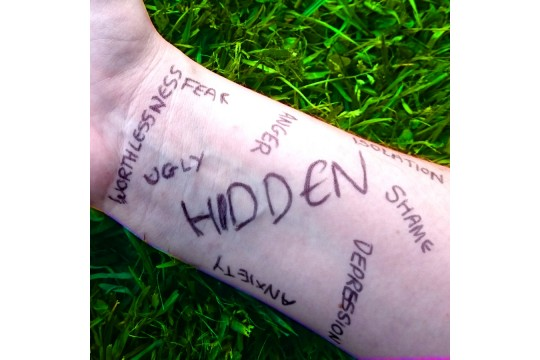 WORTHLESSNESS
FEAR
ANGER
ISOLATION
UGLY
HIDDEN
SHAME
ANXIETY
DEPRESSION